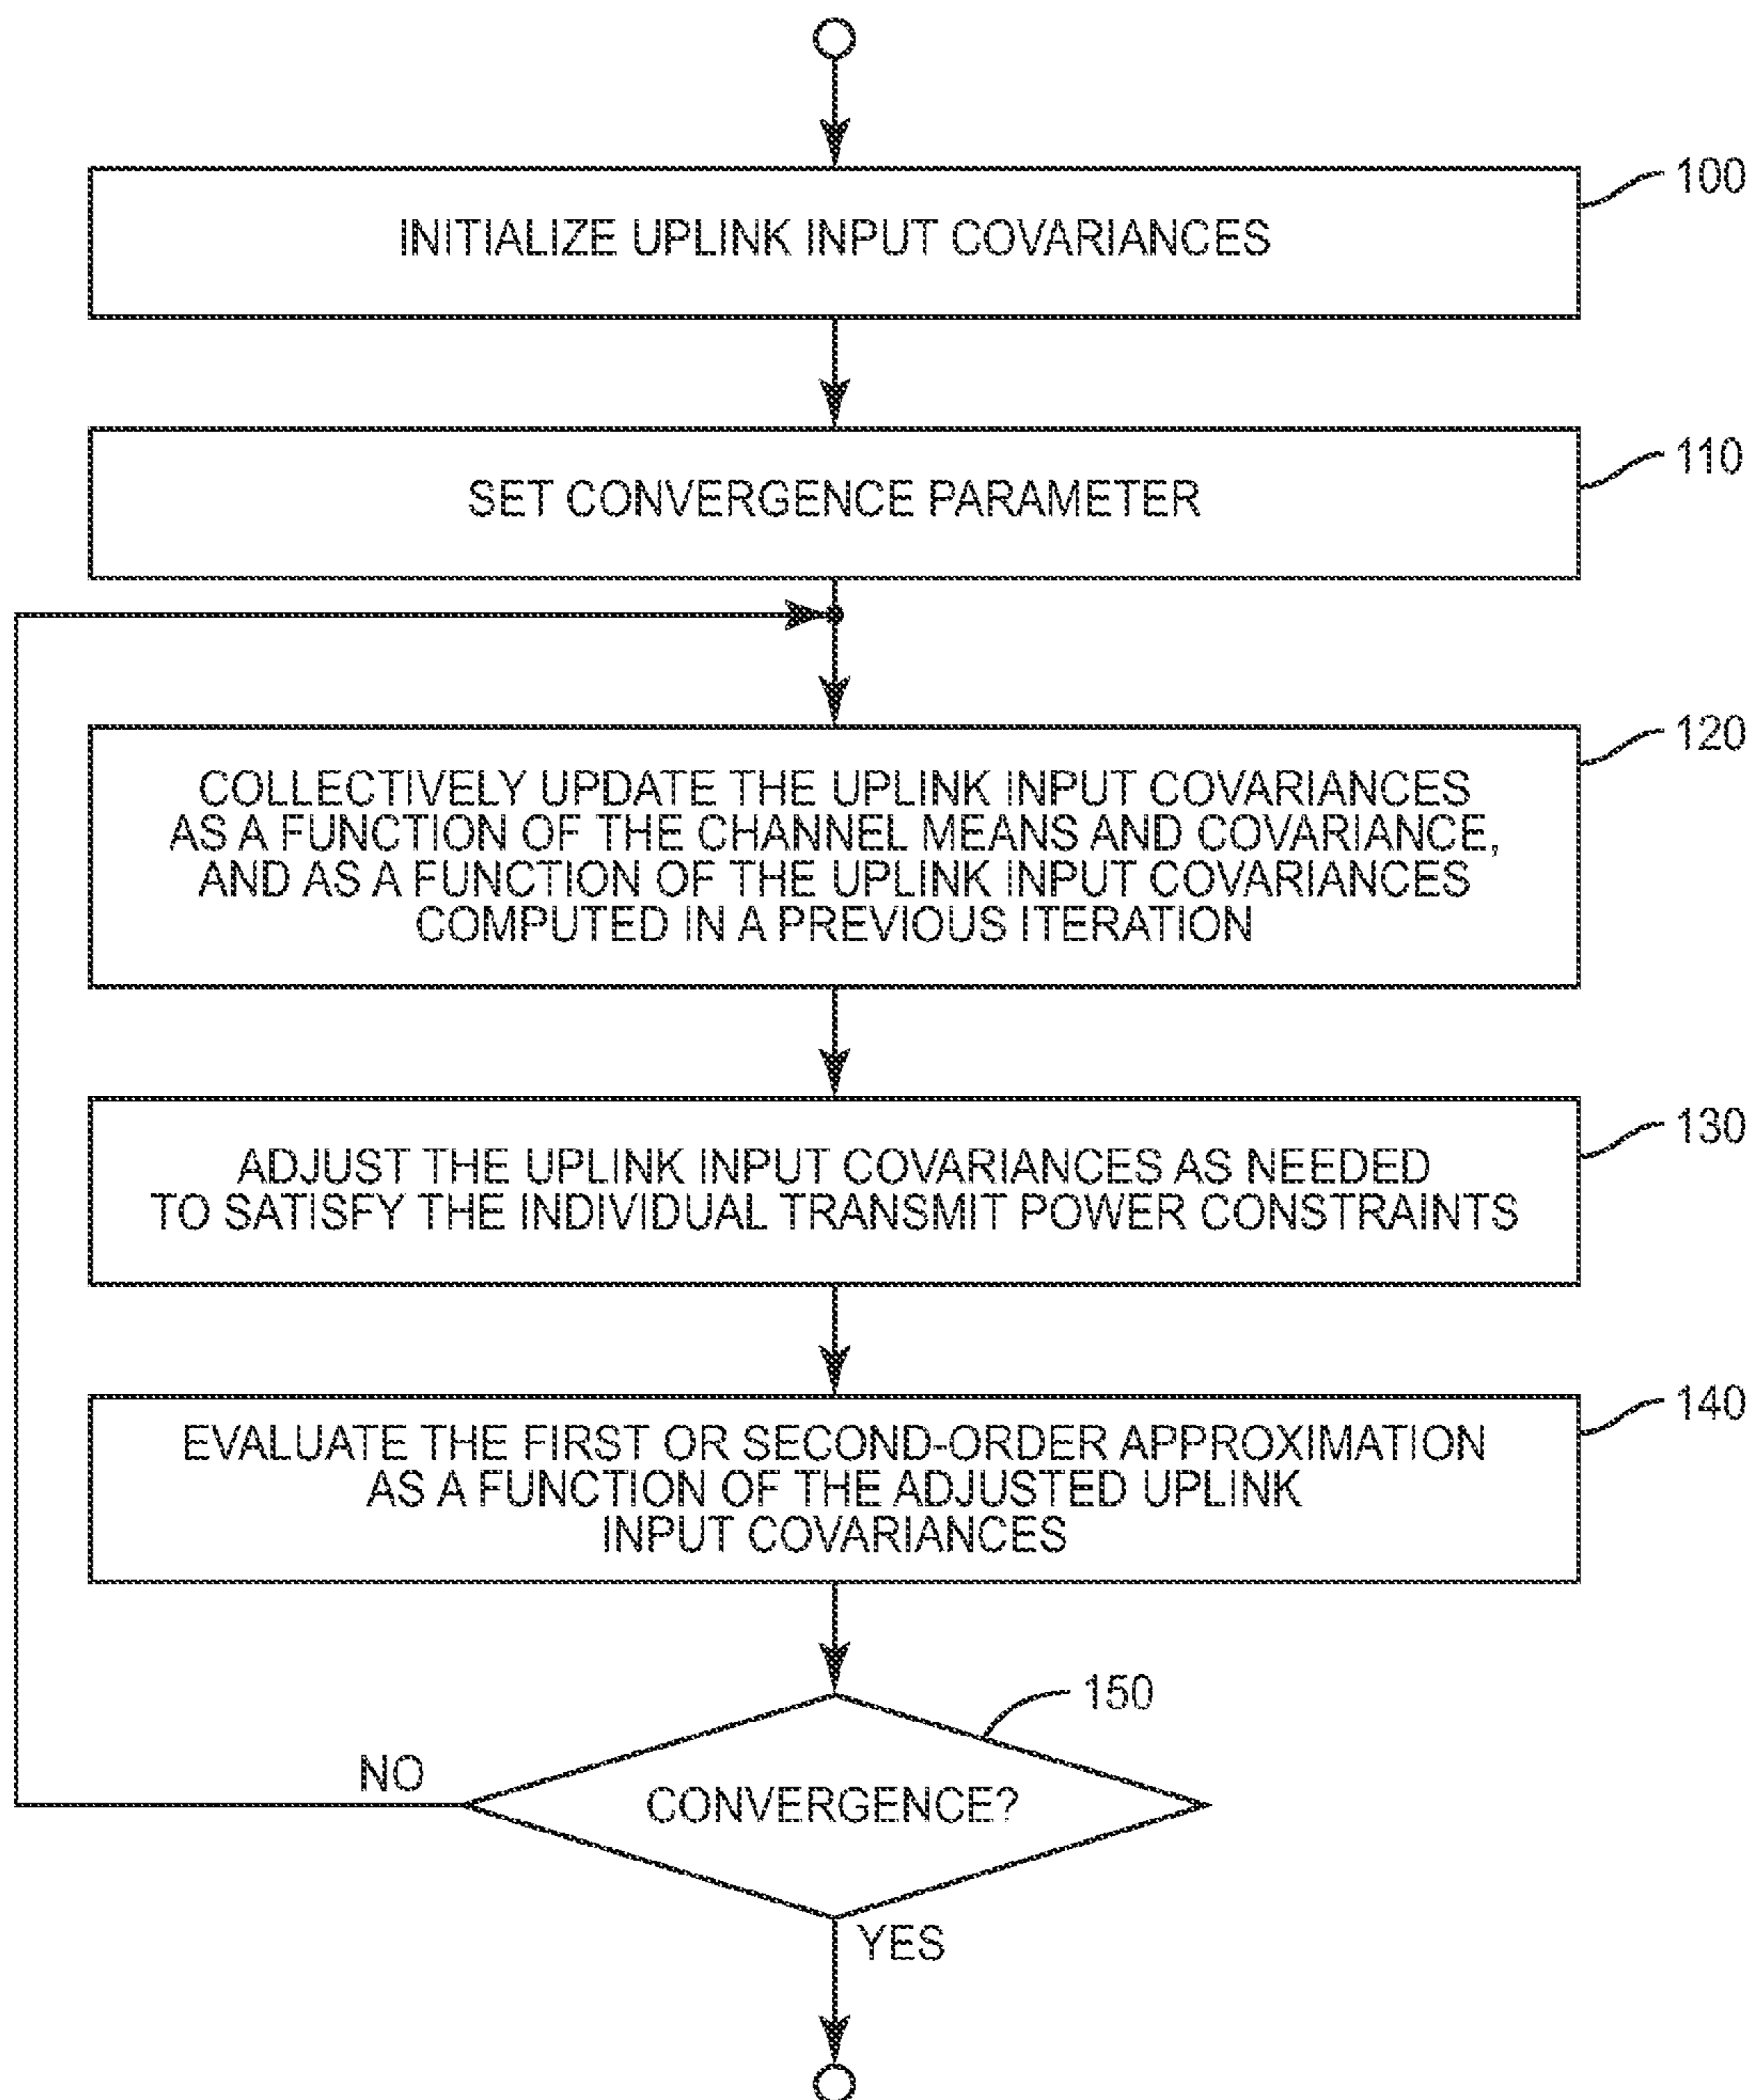 100
INITIALIZE UPLINK INPUT COVARIANCES
110
SET CONVERGENCE PARAMETER
120
COLLECTIVELY UPDATE THE UPLINK INPUT COVARIANCES
AS A FUNCTION OF THE CHANNEL MEANS AND COVARIANCE,
AND AS A FUNCTION OF THE UPLINK INPUT COVARIANCES
COMPUTED IN A PREVIOUS ITERATION
130
ADJUST THE UPLINK INPUT COVARIANCES AS NEEDED
TO SATISFY THE INDIVIDUAL TRANSMIT POWER CONSTRAINTS
140
EVALUATE THE FIRST OR SECOND-ORDER APPROXIMATION
AS A FUNCTION OF THE ADJUSTED UPLINK
INPUT COVARIANCES
150
NO
CONVERGENCE?
YES